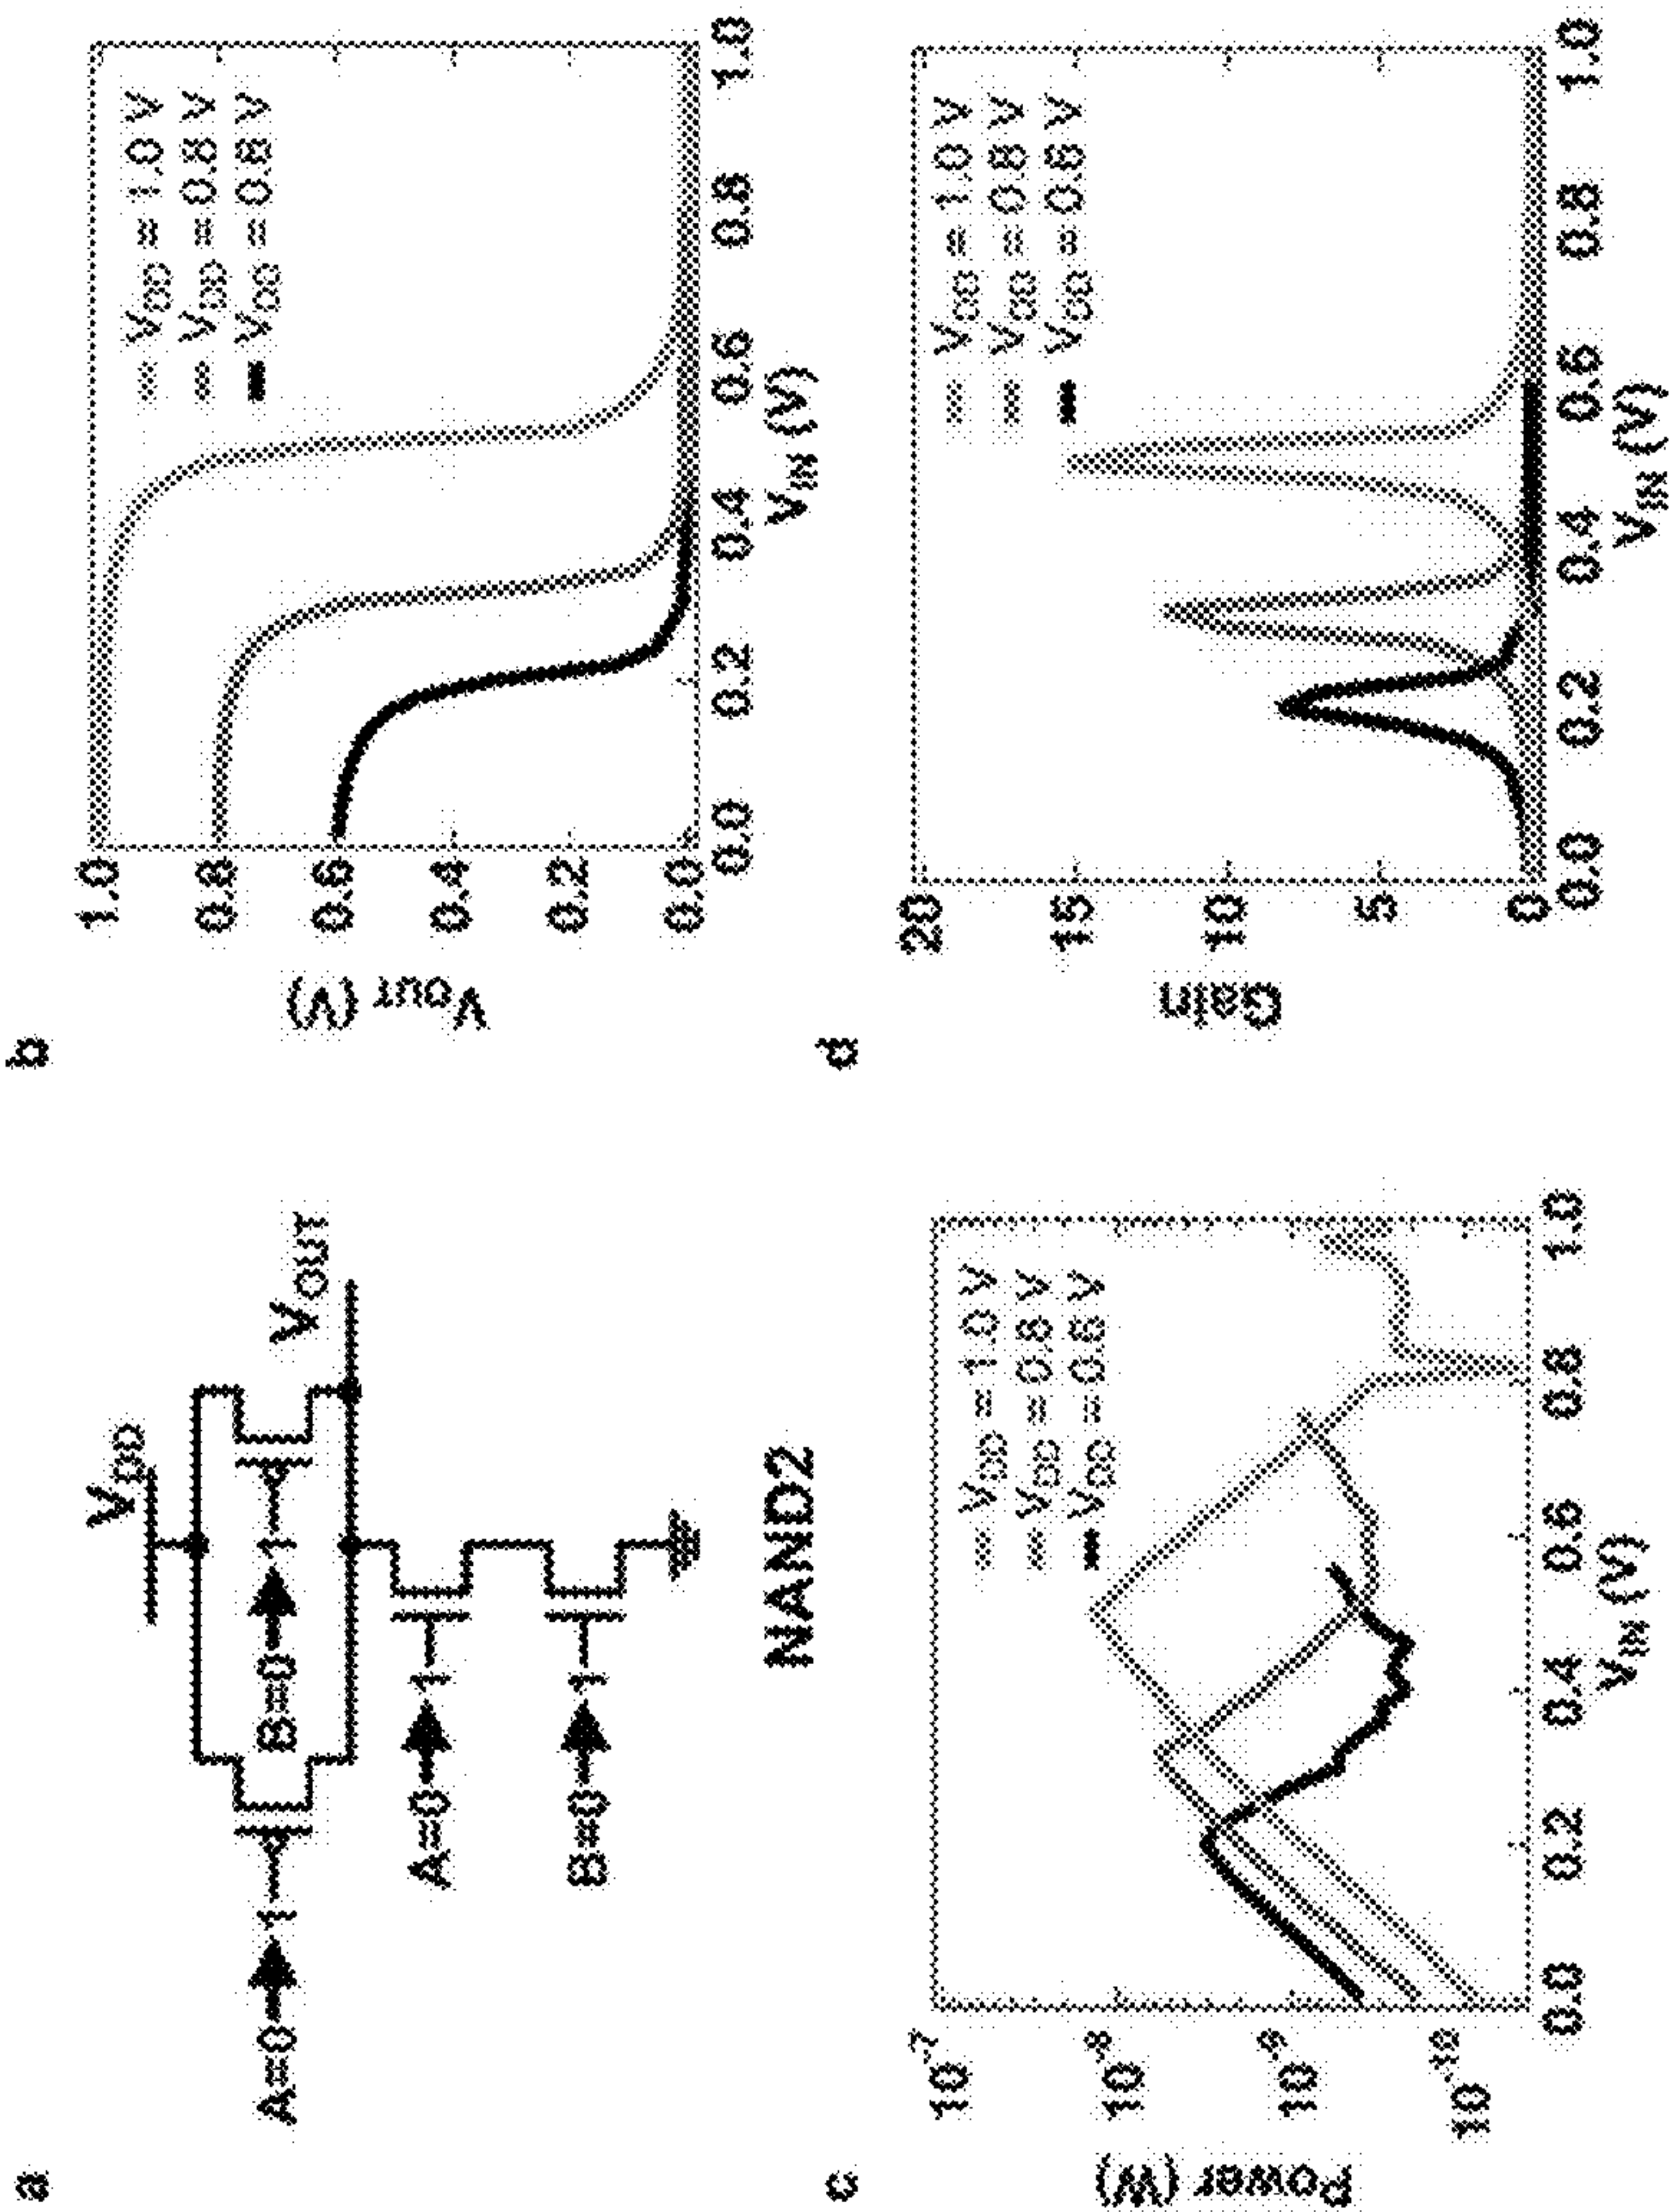 a
V_DD
A=0→1
B=0→1
V_OUT
A=0→1
B=0→1
NAND2
b
V_OUT (V)
1.0
0.8
0.6
0.4
0.2
0.0
V_DD = 1.0 V
V_DD = 0.8 V
V_DD = 0.8 V
0.0 0.2 0.4 0.6 0.8 1.0
V_IN (V)
c
Power (W)
10^-7
10^-8
10^-9
10^-10
V_DD = 1.0 V
V_DD = 0.8 V
V_DD = 0.6 V
0.0 0.2 0.4 0.6 0.8 1.0
V_IN (V)
d
Gain
20
15
10
5
0
V_DD = 1.0 V
V_DD = 0.8 V
V_DD = 0.6 V
0.0 0.2 0.4 0.6 0.8 1.0
V_IN (V)